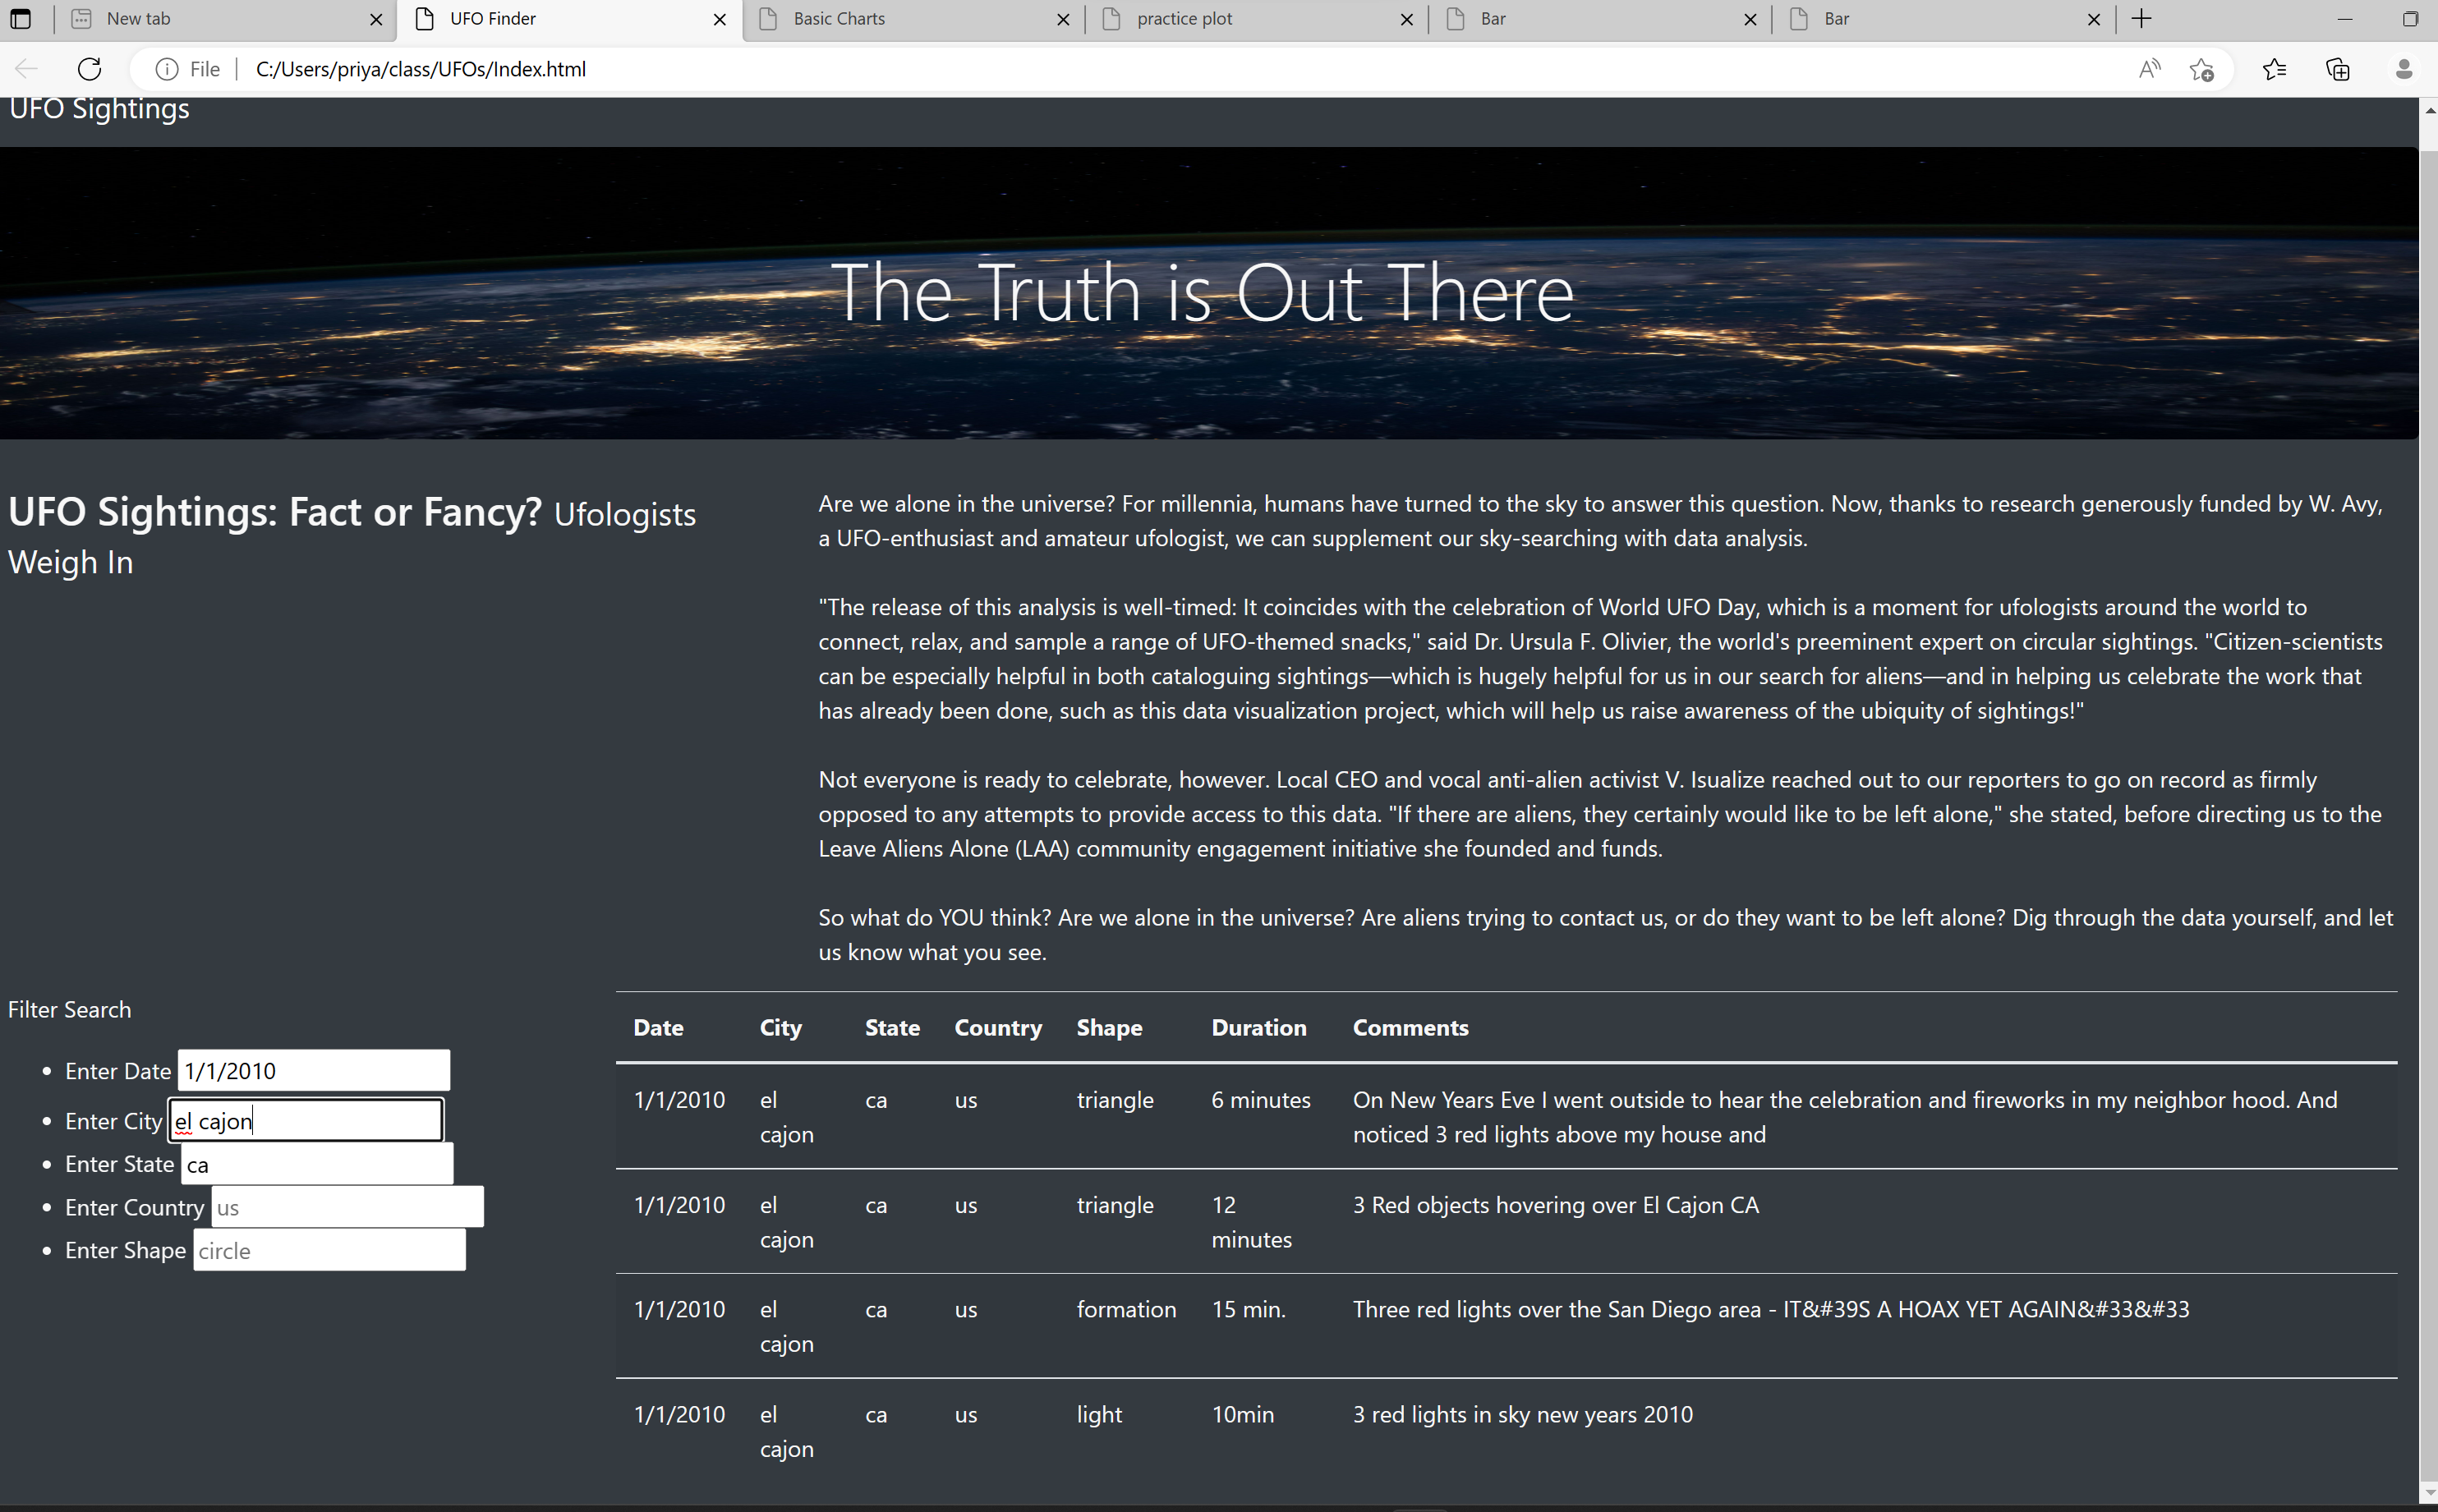 New tab
UFO Finder
Basic Charts
practice plot
Bar
Bar
File
C:/Users/priya/class/UFOs/Index.html
UFO Sightings
The Truth is Out There
UFO Sightings: Fact or Fancy? Ufologists
Weigh In
Are we alone in the universe? For millennia, humans have turned to the sky to answer this question. Now, thanks to research generously funded by W. Avy,
a UFO-enthusiast and amateur ufologist, we can supplement our sky-searching with data analysis.
"The release of this analysis is well-timed: It coincides with the celebration of World UFO Day, which is a moment for ufologists around the world to
connect, relax, and sample a range of UFO-themed snacks," said Dr. Ursula F. Olivier, the world's preeminent expert on circular sightings. "Citizen-scientists
can be especially helpful in both cataloguing sightings—which is hugely helpful for us in our search for aliens—and in helping us celebrate the work that
has already been done, such as this data visualization project, which will help us raise awareness of the ubiquity of sightings!"
Not everyone is ready to celebrate, however. Local CEO and vocal anti-alien activist V. Isualize reached out to our reporters to go on record as firmly
opposed to any attempts to provide access to this data. "If there are aliens, they certainly would like to be left alone," she stated, before directing us to the
Leave Aliens Alone (LAA) community engagement initiative she founded and funds.
So what do YOU think? Are we alone in the universe? Are aliens trying to contact us, or do they want to be left alone? Dig through the data yourself, and let
us know what you see.
Filter Search
Enter Date 1/1/2010
Enter City el cajon
Enter State ca
Enter Country us
Enter Shape circle
Date City State Country Shape Duration Comments
1/1/2010 el ca us triangle 6 minutes On New Years Eve I went outside to hear the celebration and fireworks in my neighbor hood. And
cajon noticed 3 red lights above my house and
1/1/2010 el ca us triangle 12 3 Red objects hovering over El Cajon CA
cajon minutes
1/1/2010 el ca us formation 15 min. Three red lights over the San Diego area - IT&#39S A HOAX YET AGAIN&#33&#33
cajon
1/1/2010 el ca us light 10min 3 red lights in sky new years 2010
cajon